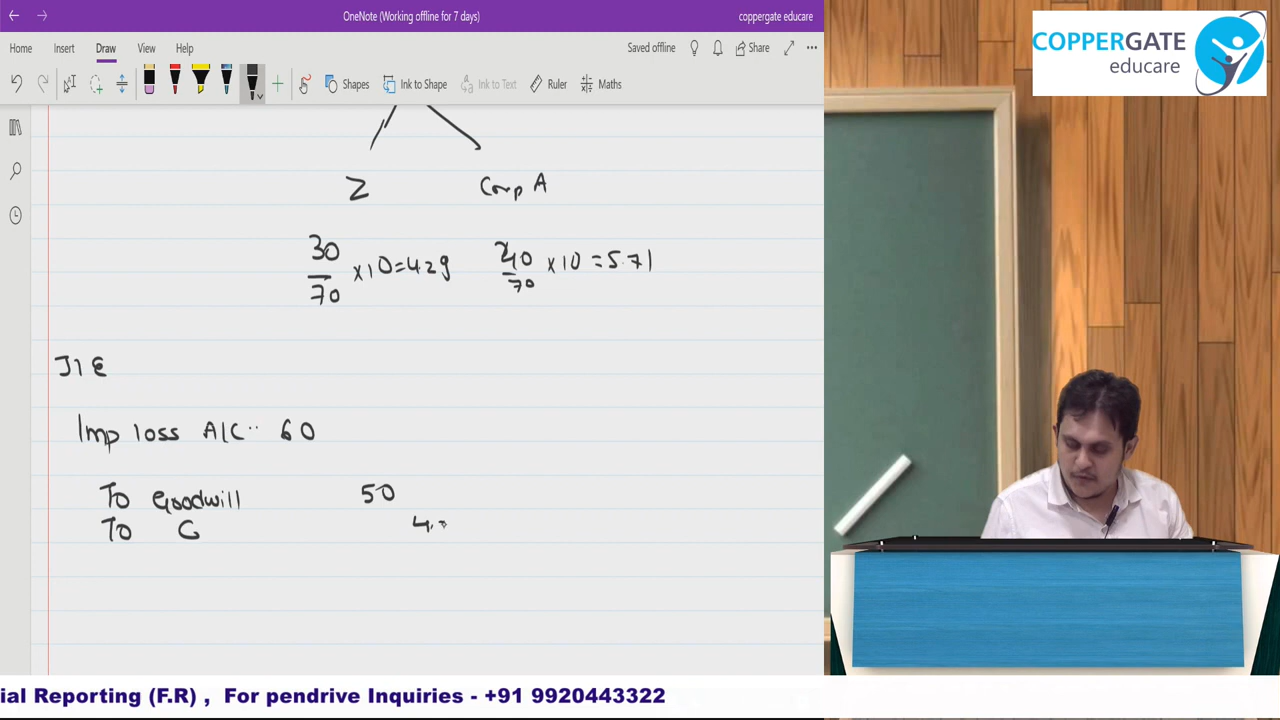 OneNote (Working offline for 7 days)
coppergate educare
Home Insert Draw View Help
Saved offline Share
Shapes Ink to Shape Ink to Text Ruler Maths
COPPERGATE
educare
Z Corp A
30/70 ×10=4.29 40/70 ×10=5.71
J1E
Imp loss A/C·· 60
To Goodwill 50
To G 4.
ial Reporting (F.R) , For pendrive Inquiries - +91 9920443322